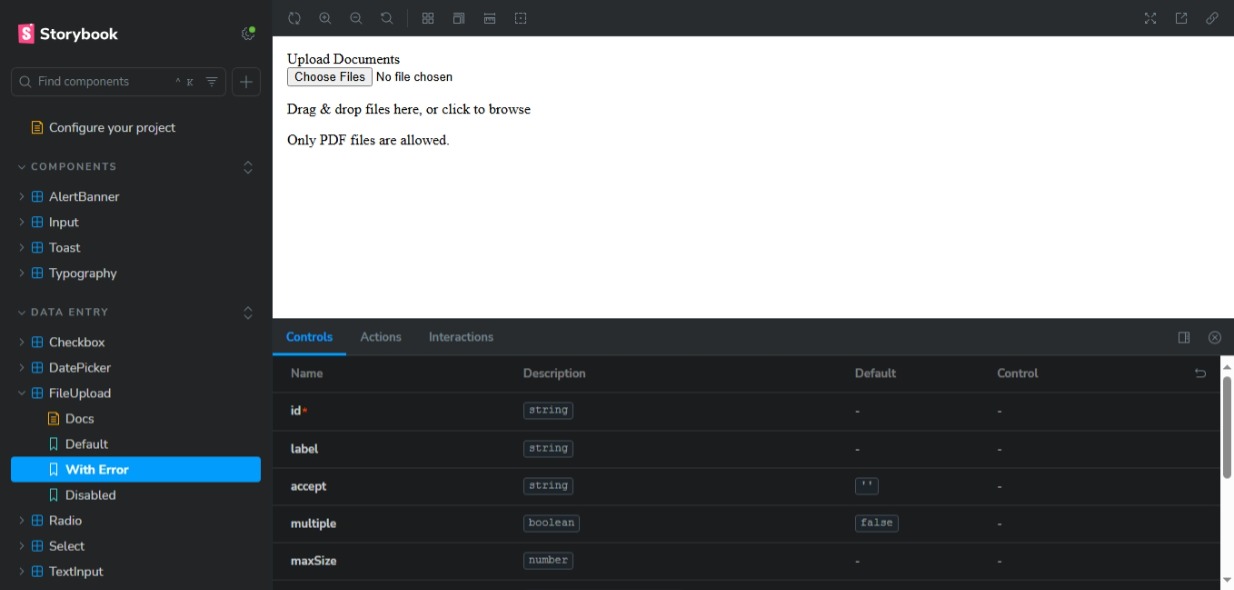 Storybook
Find components ^ K
Configure your project
COMPONENTS
AlertBanner
Input
Toast
Typography
DATA ENTRY
Checkbox
DatePicker
FileUpload
Docs
Default
With Error
Disabled
Radio
Select
TextInput
Upload Documents
Choose Files No file chosen
Drag & drop files here, or click to browse
Only PDF files are allowed.
Controls Actions Interactions
Name Description Default Control
id* string - -
label string - -
accept string '' -
multiple boolean false -
maxSize number - -